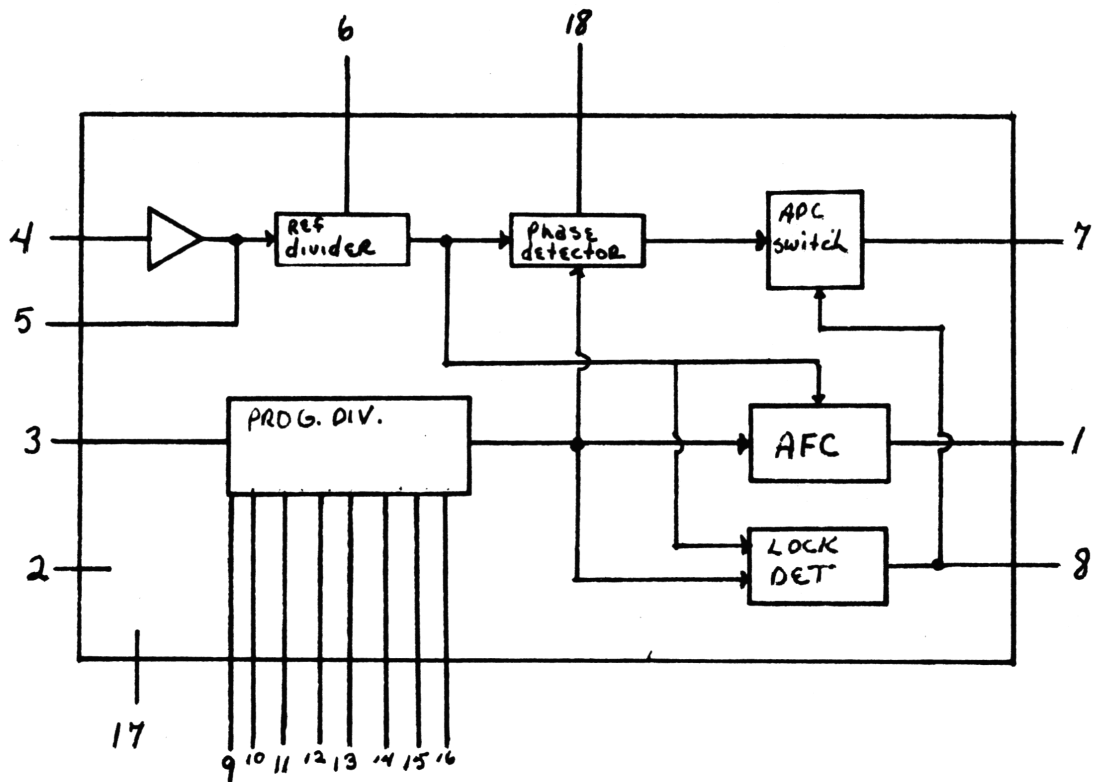 6
18
4
REF
divider
Phase
detector
APC
switch
7
5
PROG. DIV.
3
AFC
1
2
LOCK
DET
8
17
9 10 11 12 13 14 15 16